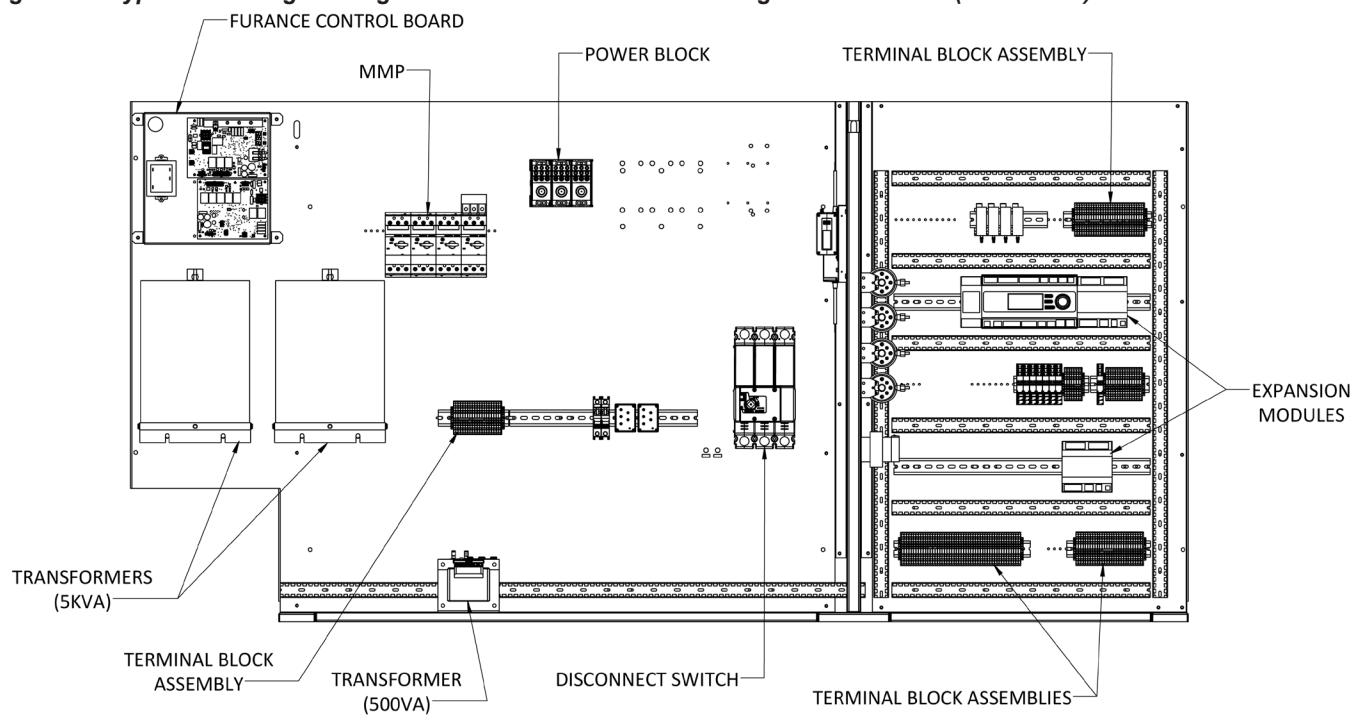 FURANCE CONTROL BOARD
MMP
POWER BLOCK
TERMINAL BLOCK ASSEMBLY
EXPANSION
MODULES
TRANSFORMERS
(5KVA)
TERMINAL BLOCK
ASSEMBLY
TRANSFORMER
(500VA)
DISCONNECT SWITCH
TERMINAL BLOCK ASSEMBLIES